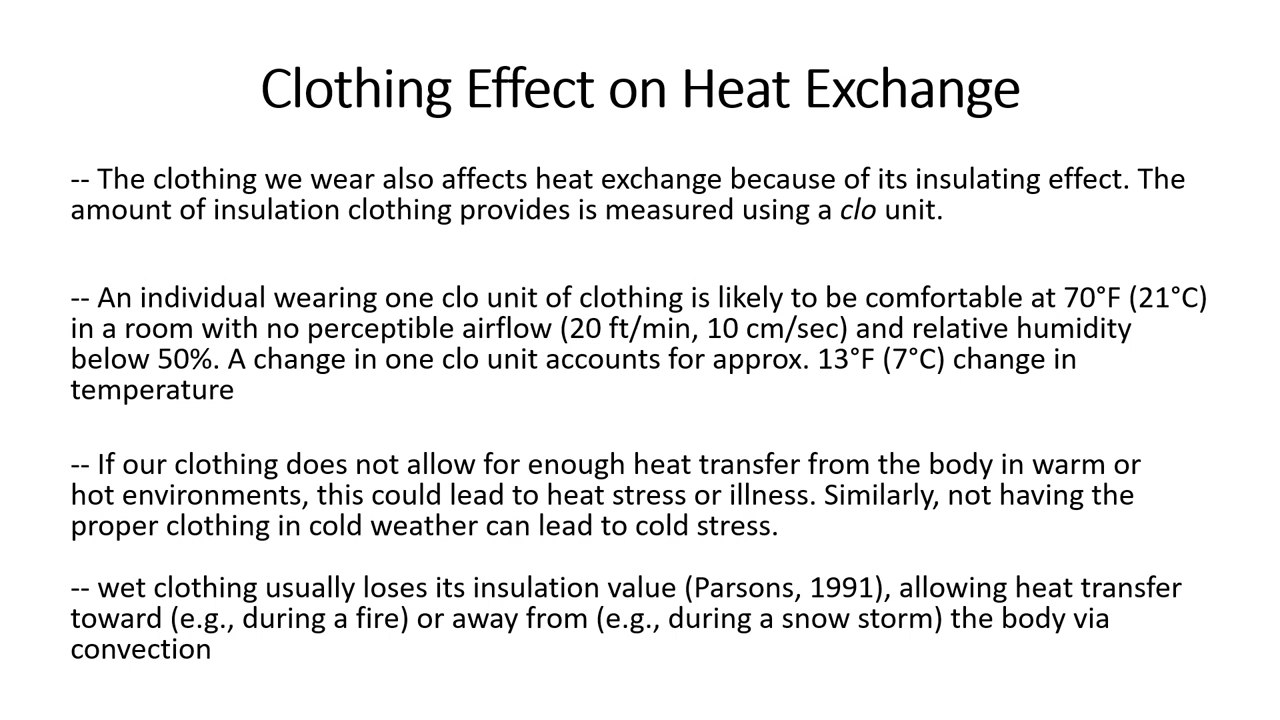 Clothing Effect on Heat Exchange
-- The clothing we wear also affects heat exchange because of its insulating effect. The
amount of insulation clothing provides is measured using a clo unit.
-- An individual wearing one clo unit of clothing is likely to be comfortable at 70°F (21°C)
in a room with no perceptible airflow (20 ft/min, 10 cm/sec) and relative humidity
below 50%. A change in one clo unit accounts for approx. 13°F (7°C) change in
temperature
-- If our clothing does not allow for enough heat transfer from the body in warm or
hot environments, this could lead to heat stress or illness. Similarly, not having the
proper clothing in cold weather can lead to cold stress.
-- wet clothing usually loses its insulation value (Parsons, 1991), allowing heat transfer
toward (e.g., during a fire) or away from (e.g., during a snow storm) the body via
convection